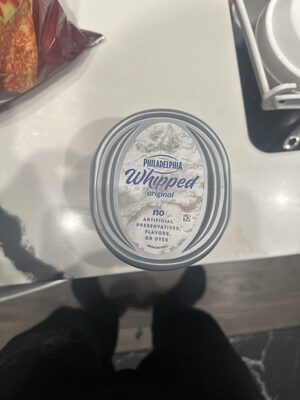 PHILADELPHIA
Whipped
original
no
ARTIFICIAL
PRESERVATIVES,
FLAVORS,
OR DYES